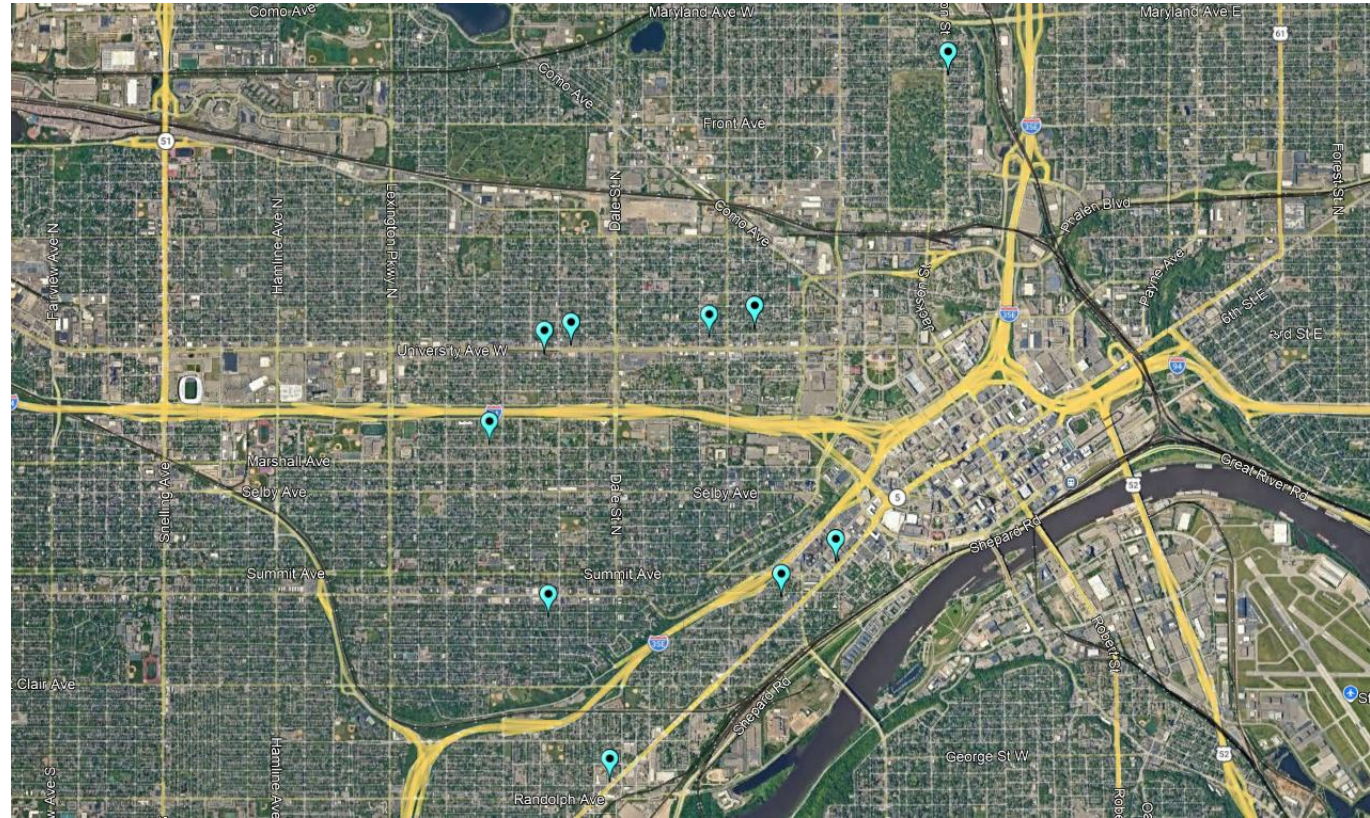 Como Ave
Maryland Ave W
Maryland Ave E
61
Como Ave
Front Ave
35E
51
Forest St N
Lexington Pkwy N
Dale St N
Phalen Blvd
Como Ave
Fairview Ave N
Hamline Ave N
Jackson St
Payne Ave
6th St E
35E
3rd St E
University Ave W
94
Marshall Ave
Snelling Ave
Selby Ave
Dale St N
Selby Ave
5
52
Great River Rd
Shepard Rd
Summit Ave
Summit Ave
35E
Robert St
Clair Ave
Shepard Rd
Hamline Ave
George St W
52
Randolph Ave